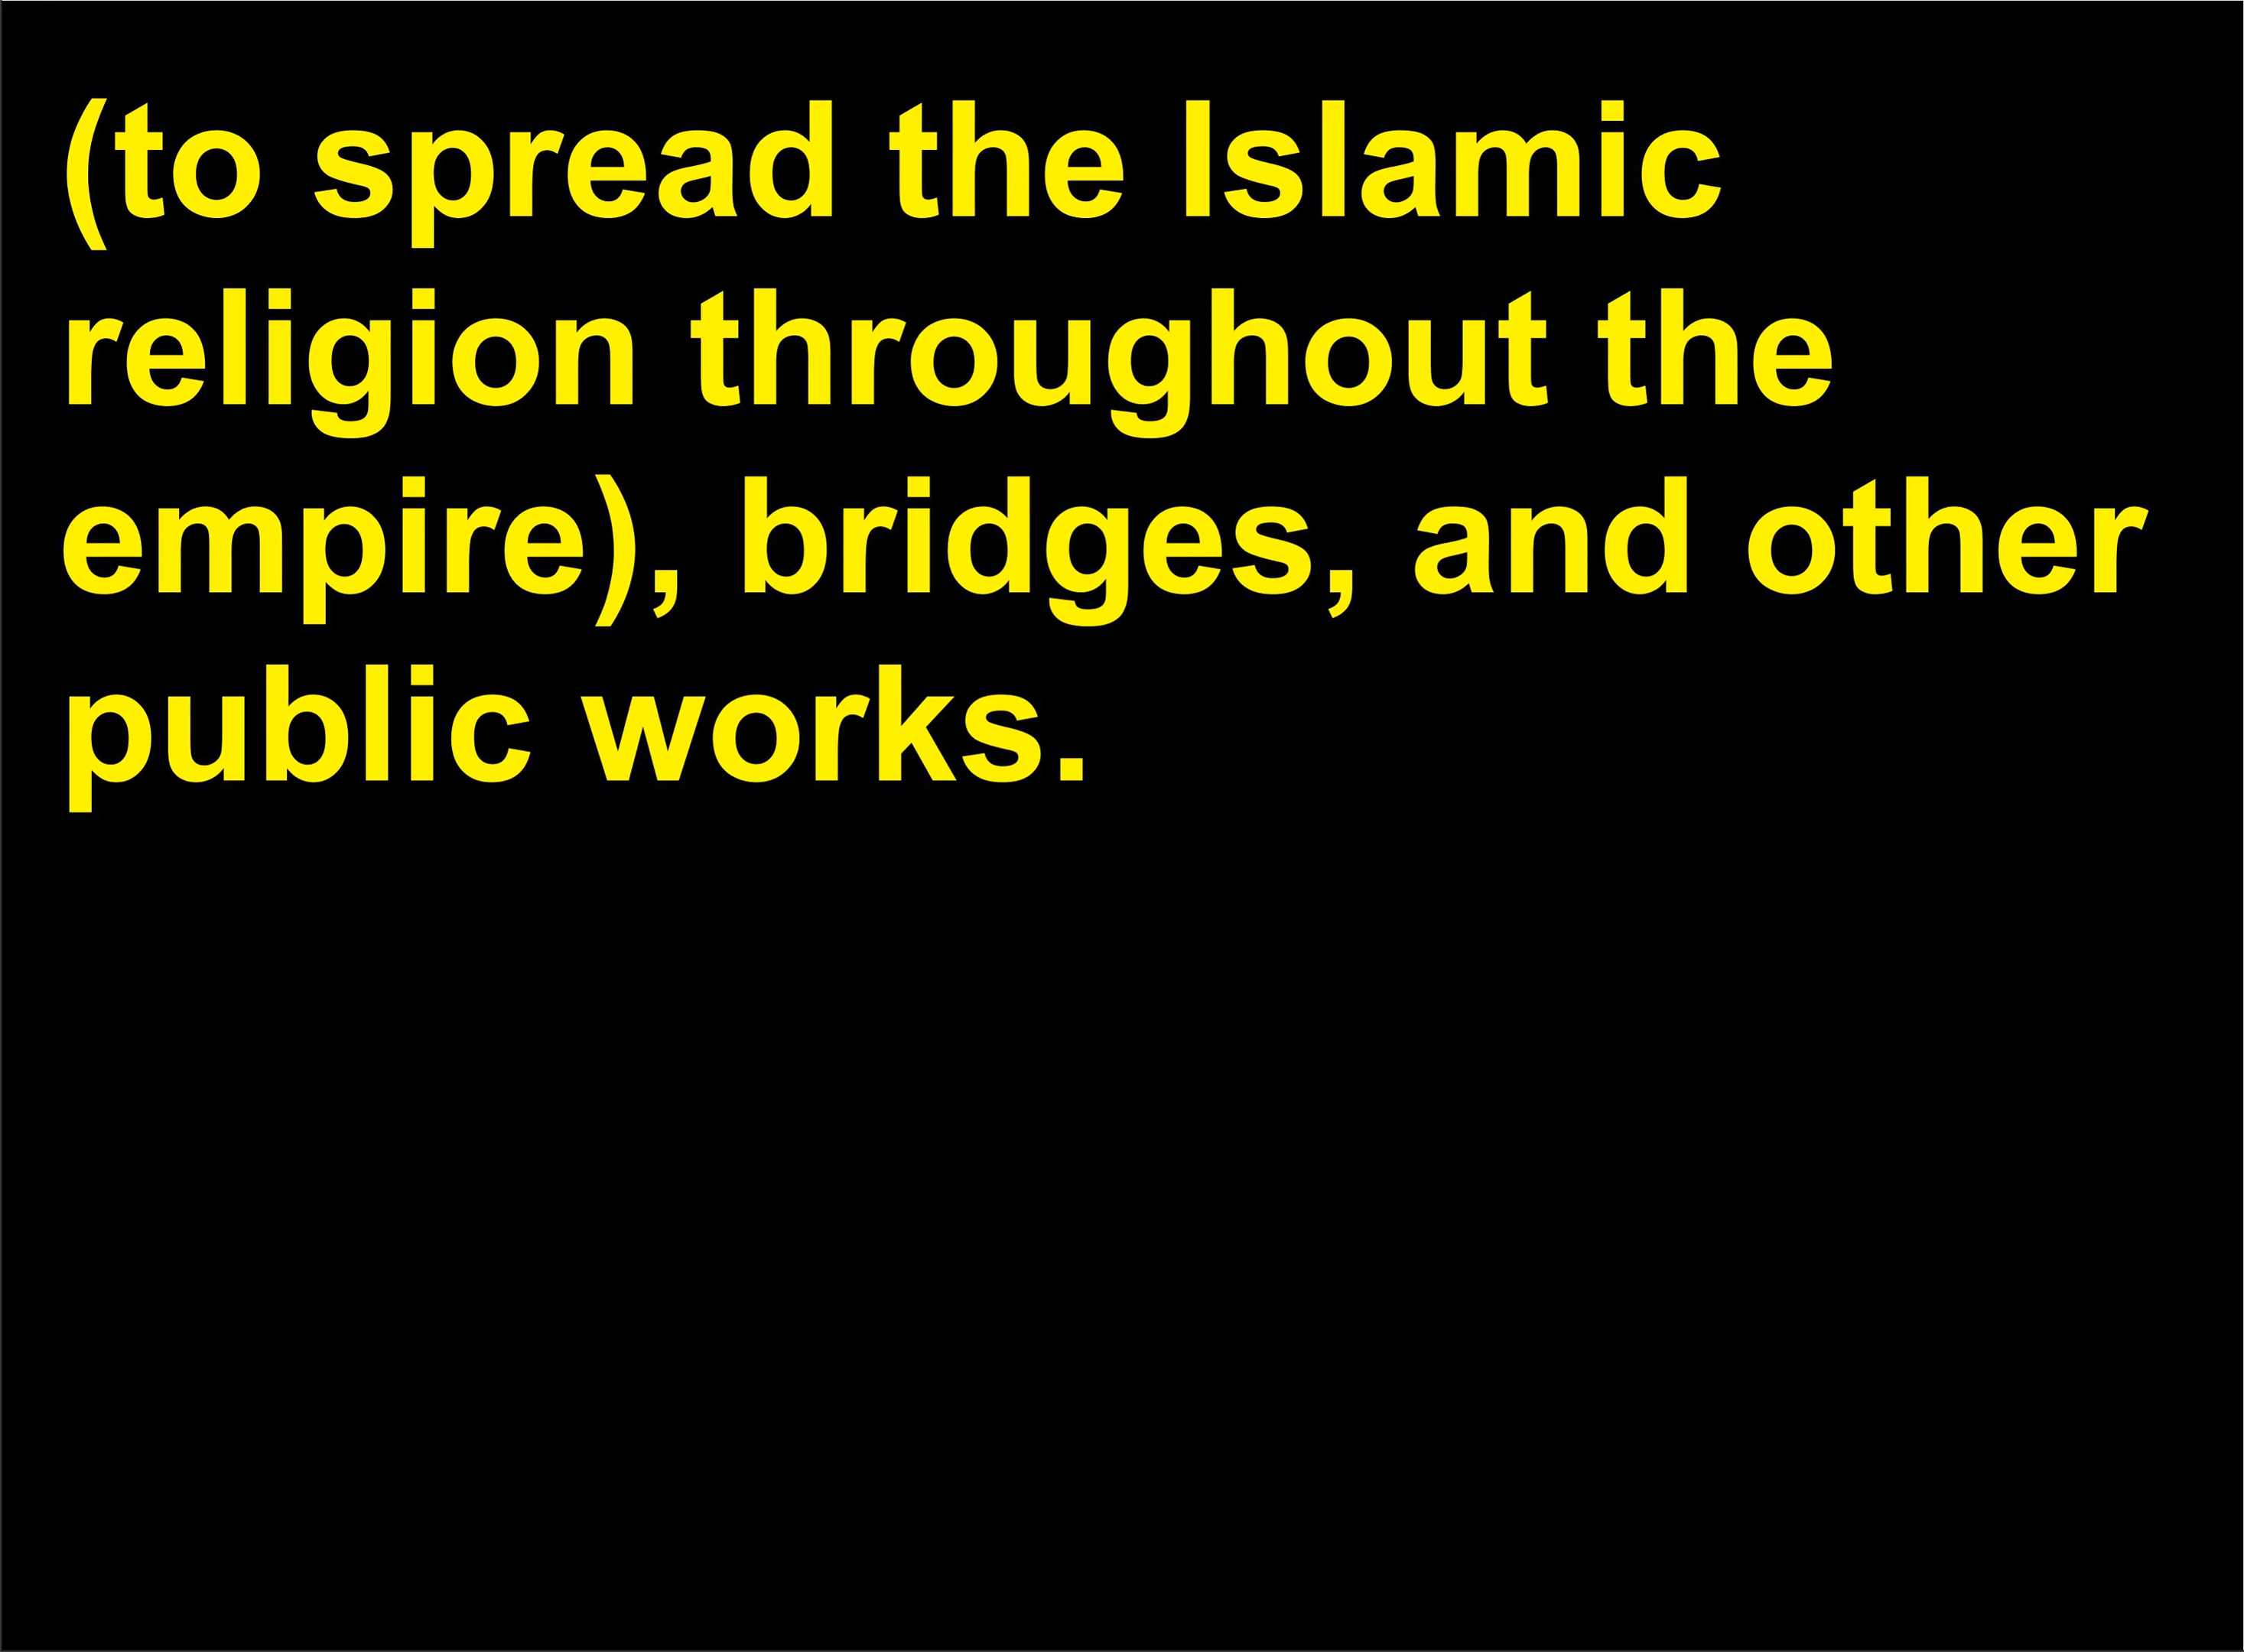 (to spread the Islamic
religion throughout the
empire), bridges, and other
public works.